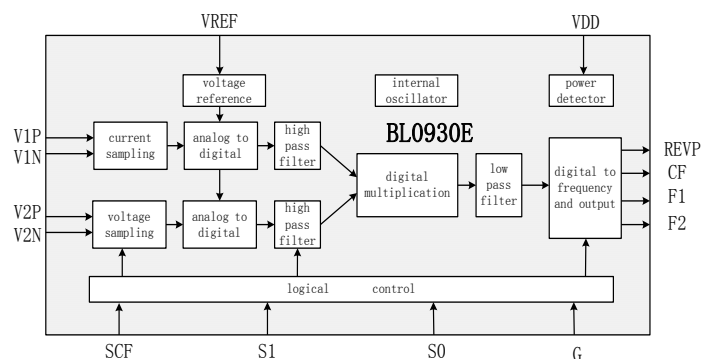 VREF
VDD
voltage
reference
internal
oscillator
power
detector
BL0930E
V1P
V1N
current
sampling
analog to
digital
high
pass
filter
digital
multiplication
low
pass
filter
digital to
frequency
and output
REVP
CF
F1
F2
V2P
V2N
voltage
sampling
analog to
digital
high
pass
filter
logical control
SCF
S1
S0
G